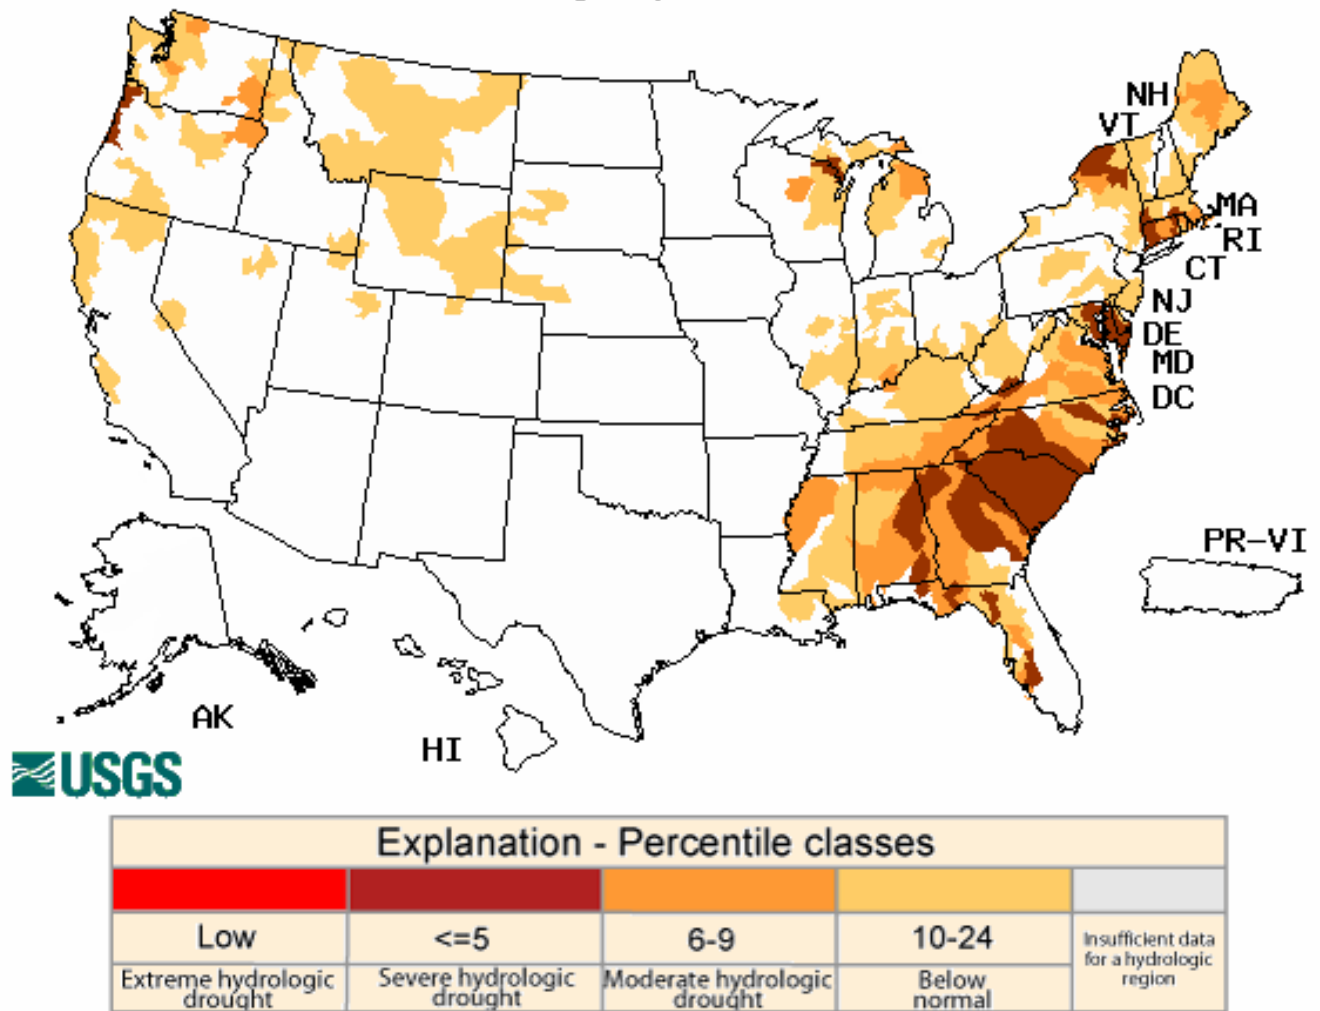 NH
VT
MA
RI
CT
NJ
DE
MD
DC
PR-VI
AK
HI
USGS
Explanation - Percentile classes
Low
<=5
6-9
10-24
Insufficient data
for a hydrologic
region
Extreme hydrologic
drought
Severe hydrologic
drought
Moderate hydrologic
drought
Below
normal